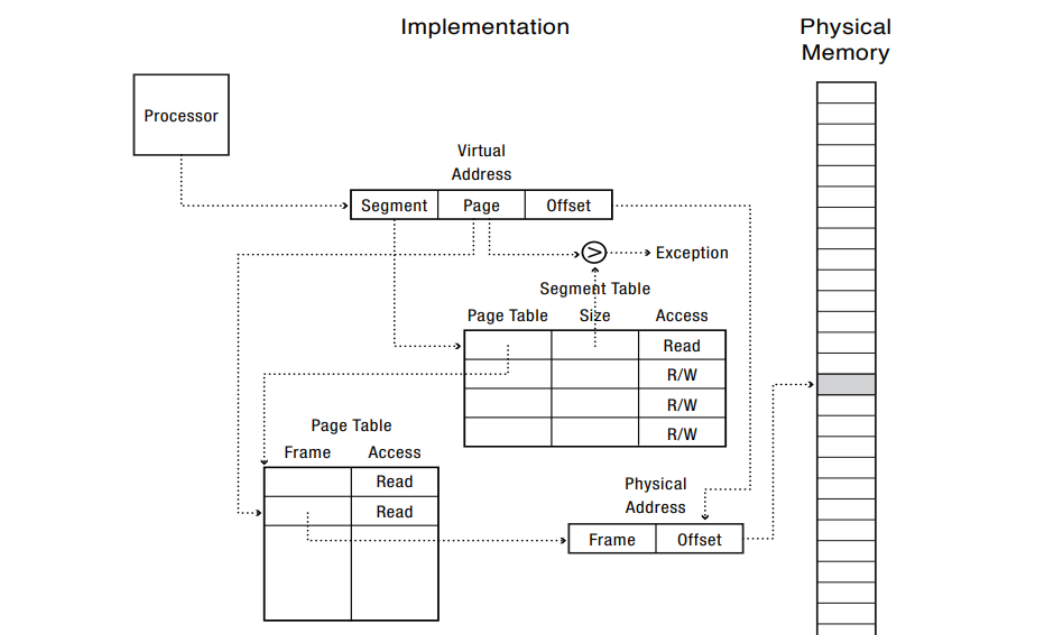 Implementation
Physical
Memory
Processor
Virtual
Address
Segment
Page
Offset
>
Exception
Segment Table
Page Table
Size
Access
Read
R/W
R/W
R/W
Page Table
Frame
Access
Read
Read
Physical
Address
Frame
Offset